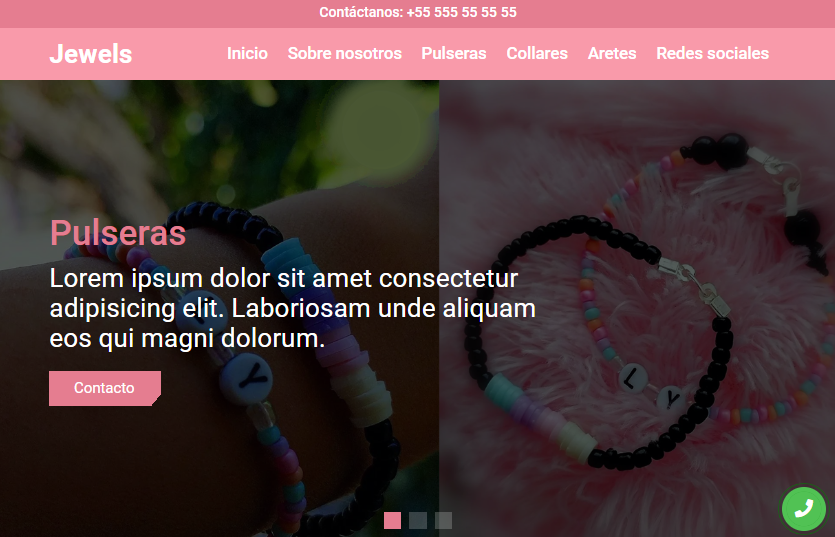 Contáctanos: +55 555 55 55 55
Jewels
Inicio Sobre nosotros Pulseras Collares Aretes Redes sociales
Pulseras
Lorem ipsum dolor sit amet consectetur
adipisicing elit. Laboriosam unde aliquam
eos qui magni dolorum.
Contacto
Y
L
Y